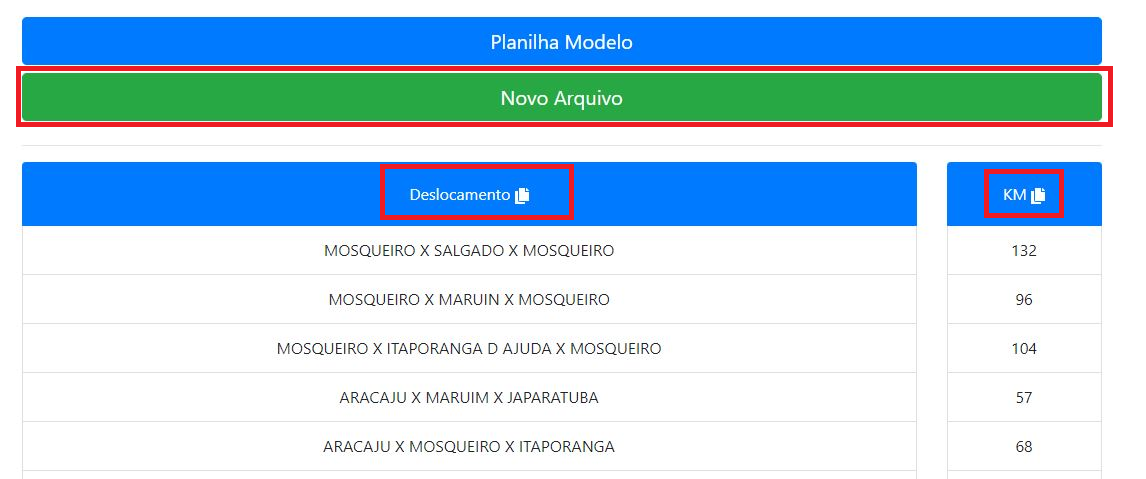 Planilha Modelo
Novo Arquivo
Deslocamento KM
MOSQUEIRO X SALGADO X MOSQUEIRO 132
MOSQUEIRO X MARUIN X MOSQUEIRO 96
MOSQUEIRO X ITAPORANGA D AJUDA X MOSQUEIRO 104
ARACAJU X MARUIM X JAPARATUBA 57
ARACAJU X MOSQUEIRO X ITAPORANGA 68